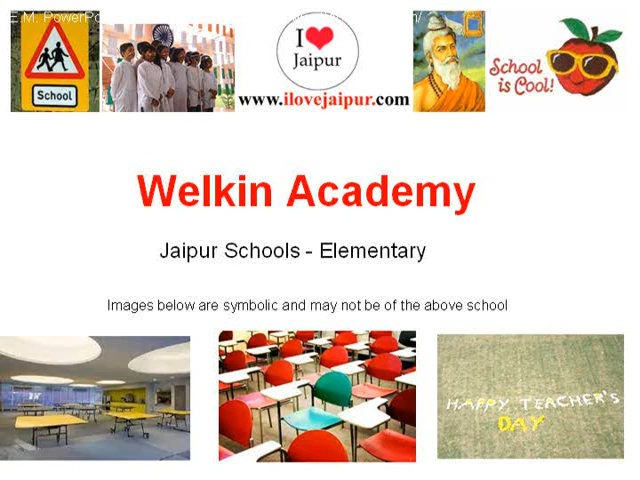 E.M. PowerPo
School
I
Jaipur
www.ilovejaipur.com
School
is Cool!
Welkin Academy
Jaipur Schools - Elementary
Images below are symbolic and may not be of the above school
HAPPY TEACHER'S
DAY